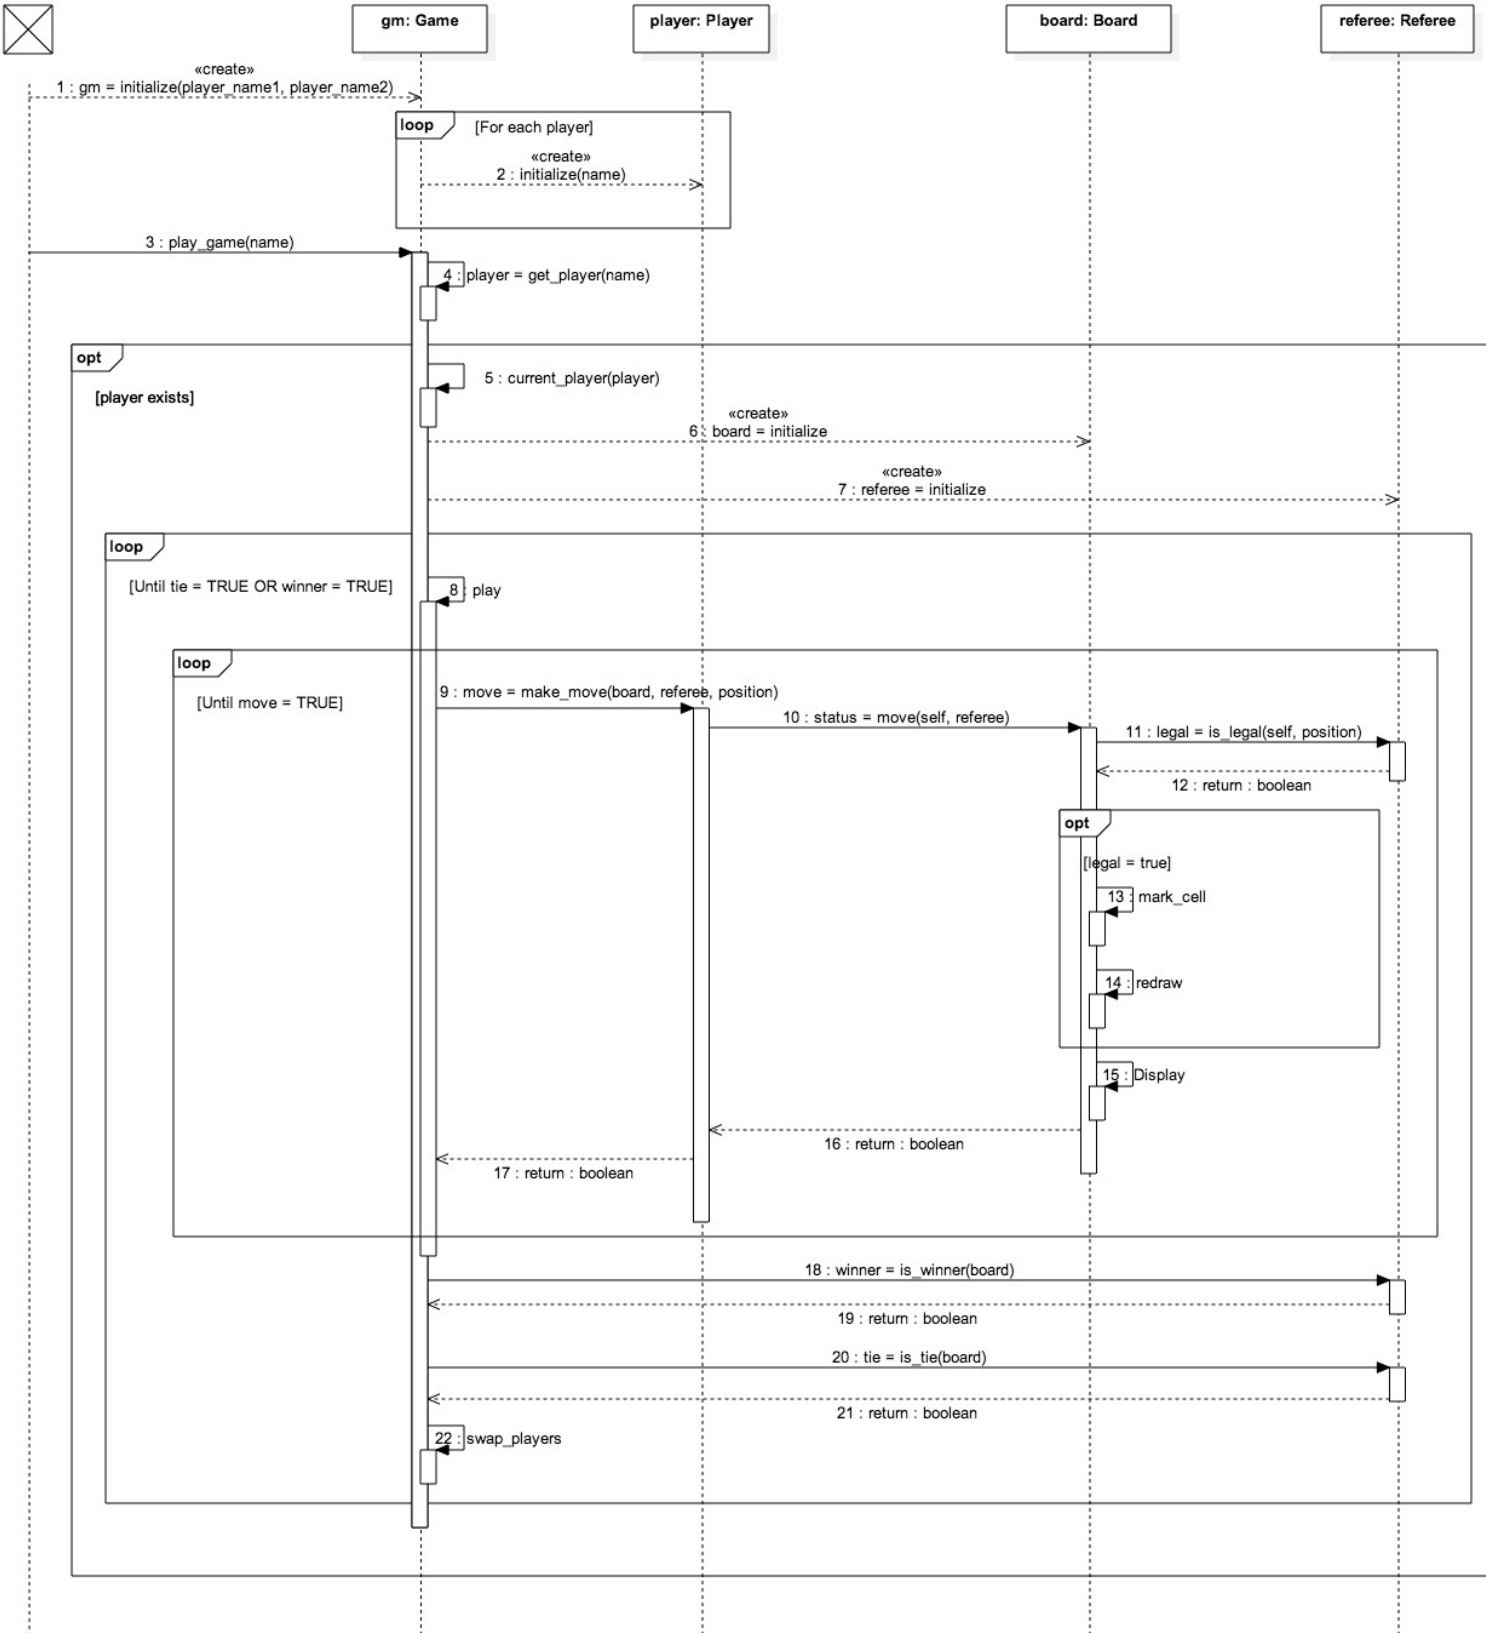 gm: Game
player: Player
board: Board
referee: Referee
«create»
1 : gm = initialize(player_name1, player_name2)
loop
[For each player]
«create»
2 : initialize(name)
3 : play_game(name)
4 : player = get_player(name)
opt
[player exists]
5 : current_player(player)
«create»
6 : board = initialize
«create»
7 : referee = initialize
loop
[Until tie = TRUE OR winner = TRUE]
8 : play
loop
[Until move = TRUE]
9 : move = make_move(board, referee, position)
10 : status = move(self, referee)
11 : legal = is_legal(self, position)
12 : return : boolean
opt
[legal = true]
13 : mark_cell
14 : redraw
15 : Display
16 : return : boolean
17 : return : boolean
18 : winner = is_winner(board)
19 : return : boolean
20 : tie = is_tie(board)
21 : return : boolean
22 : swap_players